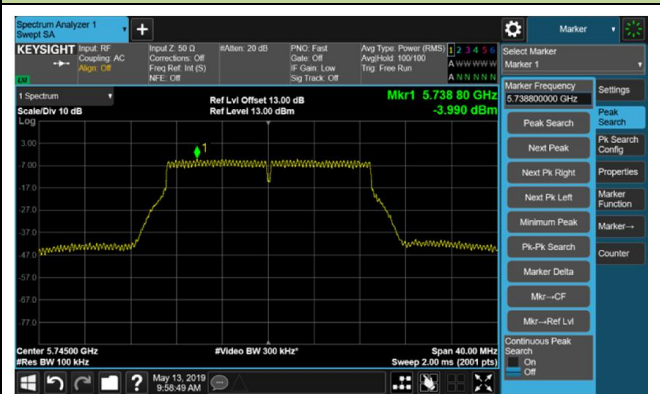 Spectrum Analyzer 1
Swept SA
+
Marker
KEYSIGHT
Input: RF
Coupling: AC
Align: Off
Input Z: 50 Ω
Corrections: Off
Freq Ref: Int (S)
NFE: Off
#Atten: 20 dB
PNO: Fast
Gate: Off
IF Gain: Low
Sig Track: Off
Avg Type: Power (RMS)
Avg|Hold: 100/100
Trig: Free Run
1 2 3 4 5 6
A W W W W W
A N N N N N
LXI
Select Marker
Marker 1
1 Spectrum
Scale/Div 10 dB
Log
Ref Lvl Offset 13.00 dB
Ref Level 13.00 dBm
Mkr1 5.738 80 GHz
-3.990 dBm
1
3.00
-7.00
-17.0
-27.0
-37.0
-47.0
-57.0
-67.0
-77.0
Center 5.74500 GHz
#Res BW 100 kHz
#Video BW 300 kHz*
Span 40.00 MHz
Sweep 2.00 ms (2001 pts)
Marker Frequency
5.738800000 GHz
Peak Search
Next Peak
Next Pk Right
Next Pk Left
Minimum Peak
Pk-Pk Search
Marker Delta
Mkr→CF
Mkr→Ref Lvl
Continuous Peak
Search
On
Off
Settings
Peak
Search
Pk Search
Config
Properties
Marker
Function
Marker→
Counter
?
May 13, 2019
9:58:49 AM